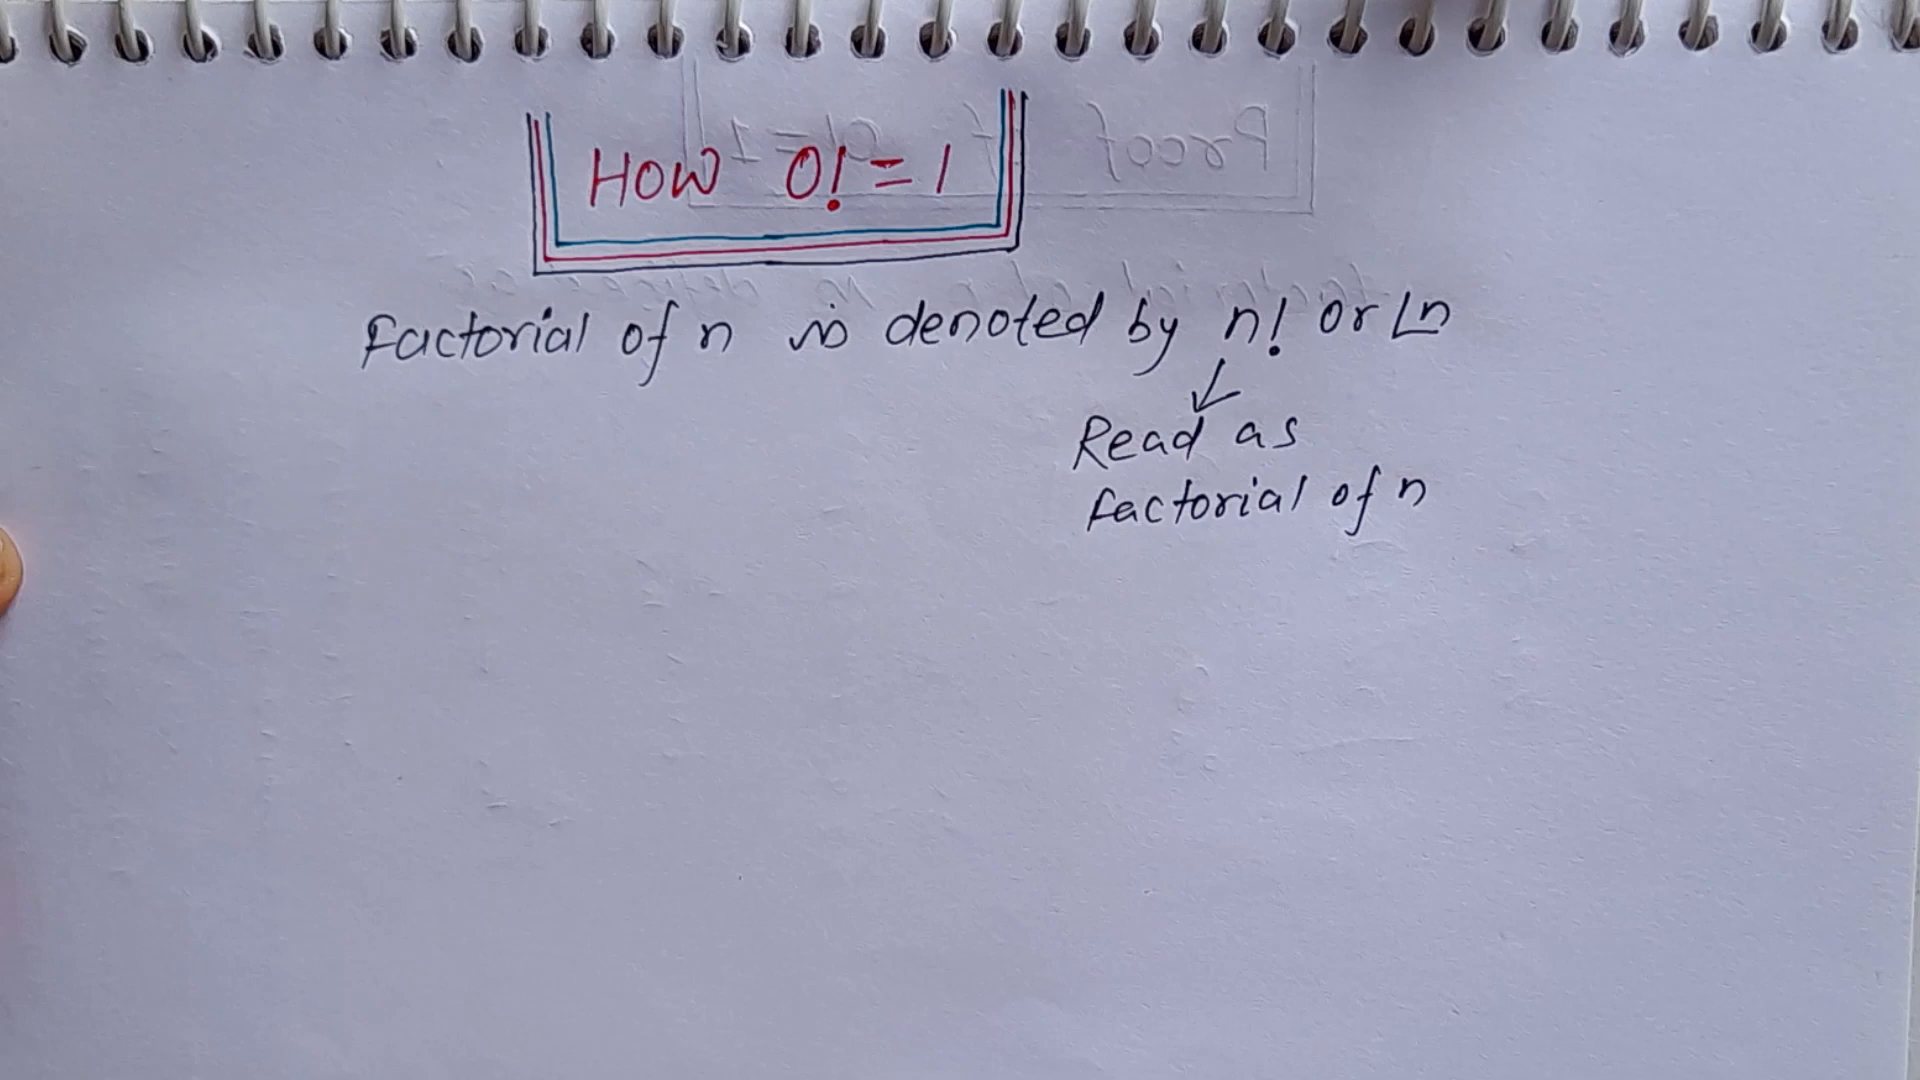 HOW 0! = 1
Factorial of n is denoted by n! or ⌊n
Read as
factorial of n